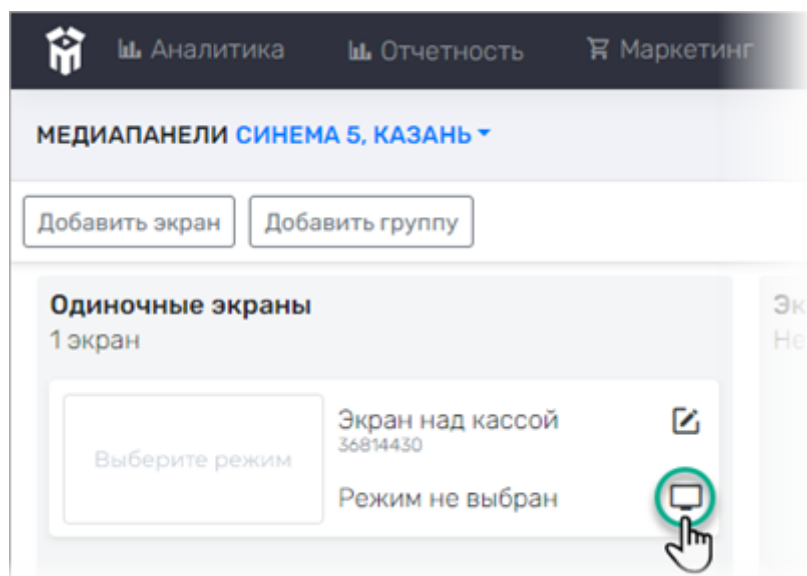 Аналитика Отчетность Маркетинг
МЕДИАПАНЕЛИ СИНЕМА 5, КАЗАНЬ
Добавить экран Добавить группу
Одиночные экраны
1 экран
Экран над кассой
36814430
Выберите режим
Режим не выбран